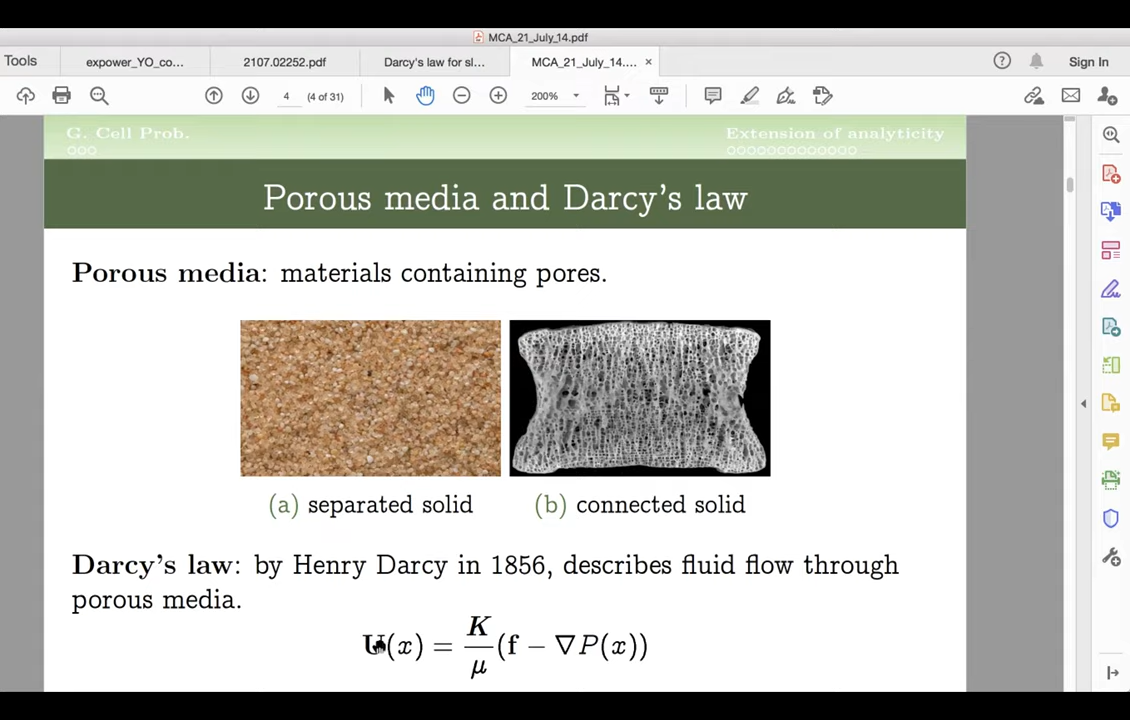 MCA_21_July_14.pdf
Tools
expower_YO_co...
2107.02252.pdf
Darcy's law for sl...
MCA_21_July_14.... ×
Sign In
4 (4 of 31)
200%
G. Cell Prob.
Extension of analyticity
Porous media and Darcy's law
Porous media: materials containing pores.
(a) separated solid
(b) connected solid
Darcy's law: by Henry Darcy in 1856, describes fluid flow through
porous media.
U(x) = K/μ (f − ∇P(x))